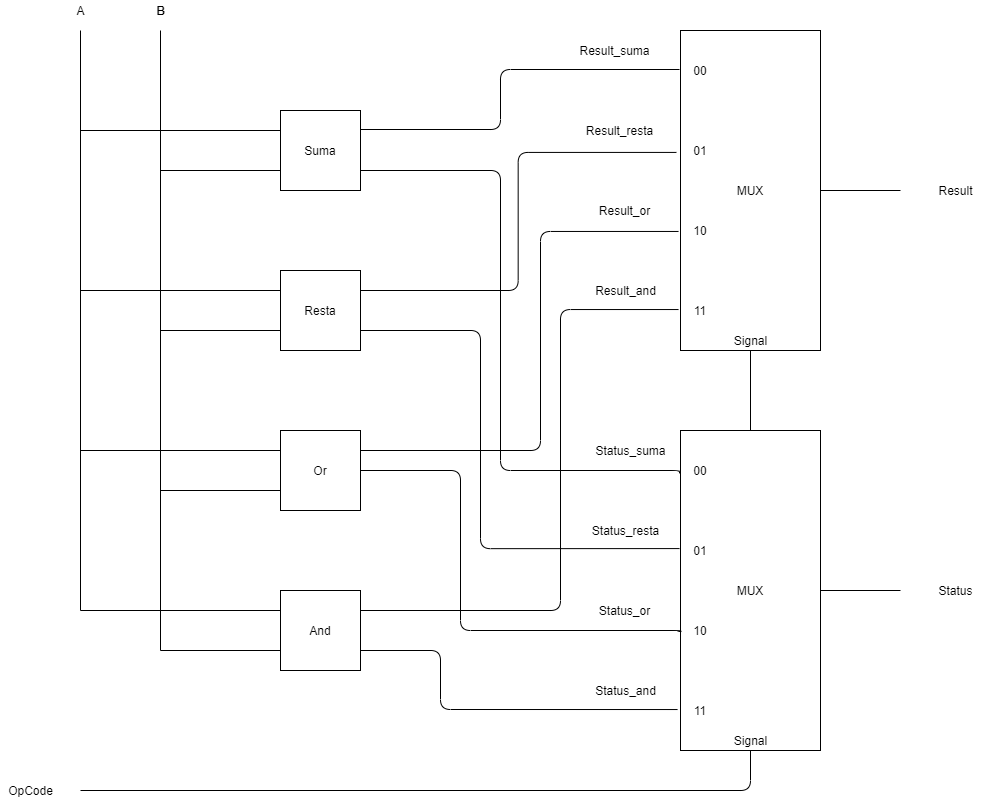 A
B
Result_suma
00
Result_resta
01
Suma
MUX
Result
Result_or
10
Result_and
11
Resta
Signal
Status_suma
00
Or
Status_resta
01
MUX
Status
Status_or
10
And
Status_and
11
Signal
OpCode